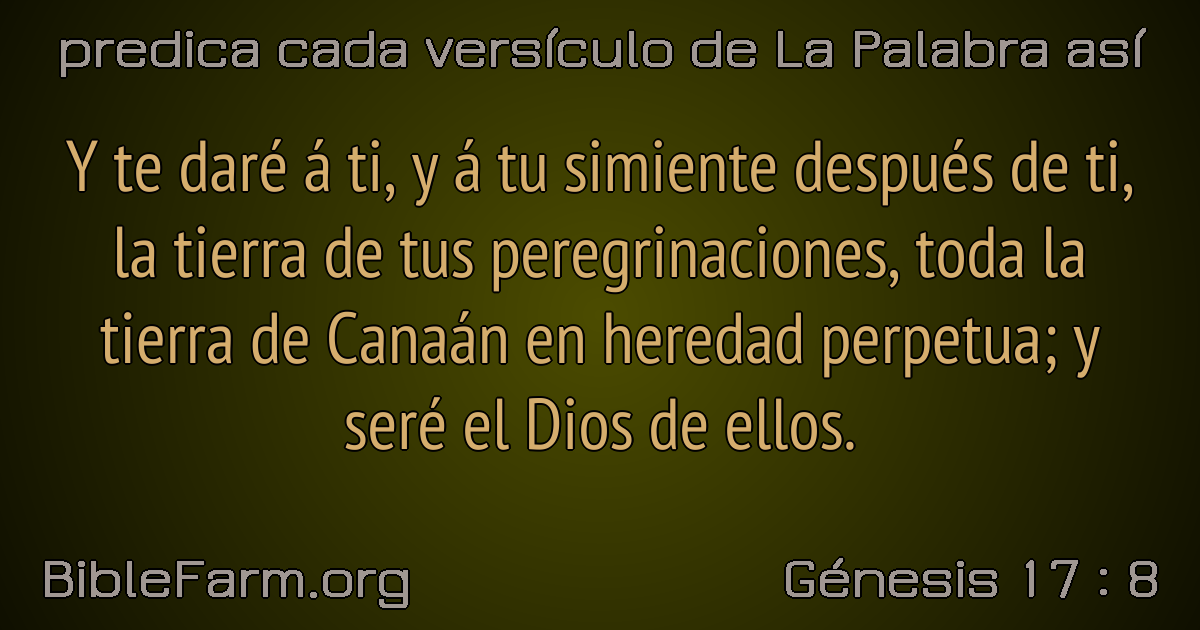 predica cada versículo de La Palabra así
Y te daré á ti, y á tu simiente después de ti,
la tierra de tus peregrinaciones, toda la
tierra de Canaán en heredad perpetua; y
seré el Dios de ellos.
BibleFarm.org
Génesis 17 : 8